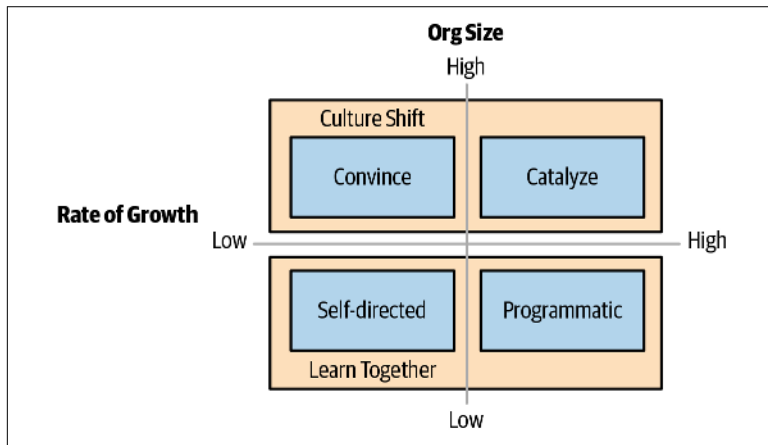 Org Size
High
Culture Shift
Convince
Catalyze
Rate of Growth
Low
High
Self-directed
Programmatic
Learn Together
Low